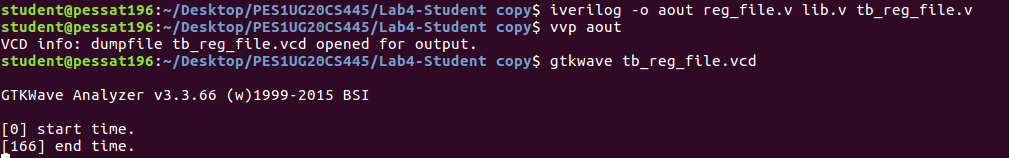 student@pessat196:~/Desktop/PES1UG20CS445/Lab4-Student copy$ iverilog -o aout reg_file.v lib.v tb_reg_file.v
student@pessat196:~/Desktop/PES1UG20CS445/Lab4-Student copy$ vvp aout
VCD info: dumpfile tb_reg_file.vcd opened for output.
student@pessat196:~/Desktop/PES1UG20CS445/Lab4-Student copy$ gtkwave tb_reg_file.vcd
GTKWave Analyzer v3.3.66 (w)1999-2015 BSI
[0] start time.
[166] end time.